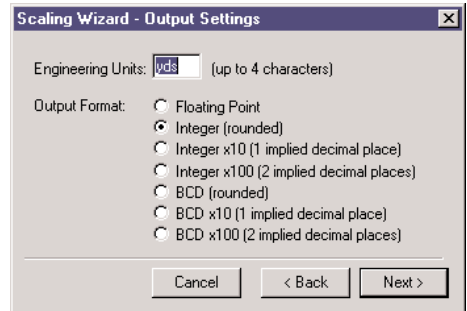 Scaling Wizard - Output Settings
Engineering Units: yds (up to 4 characters)
Output Format: Floating Point
Integer (rounded)
Integer x10 (1 implied decimal place)
Integer x100 (2 implied decimal places)
BCD (rounded)
BCD x10 (1 implied decimal place)
BCD x100 (2 implied decimal places)
Cancel < Back Next >